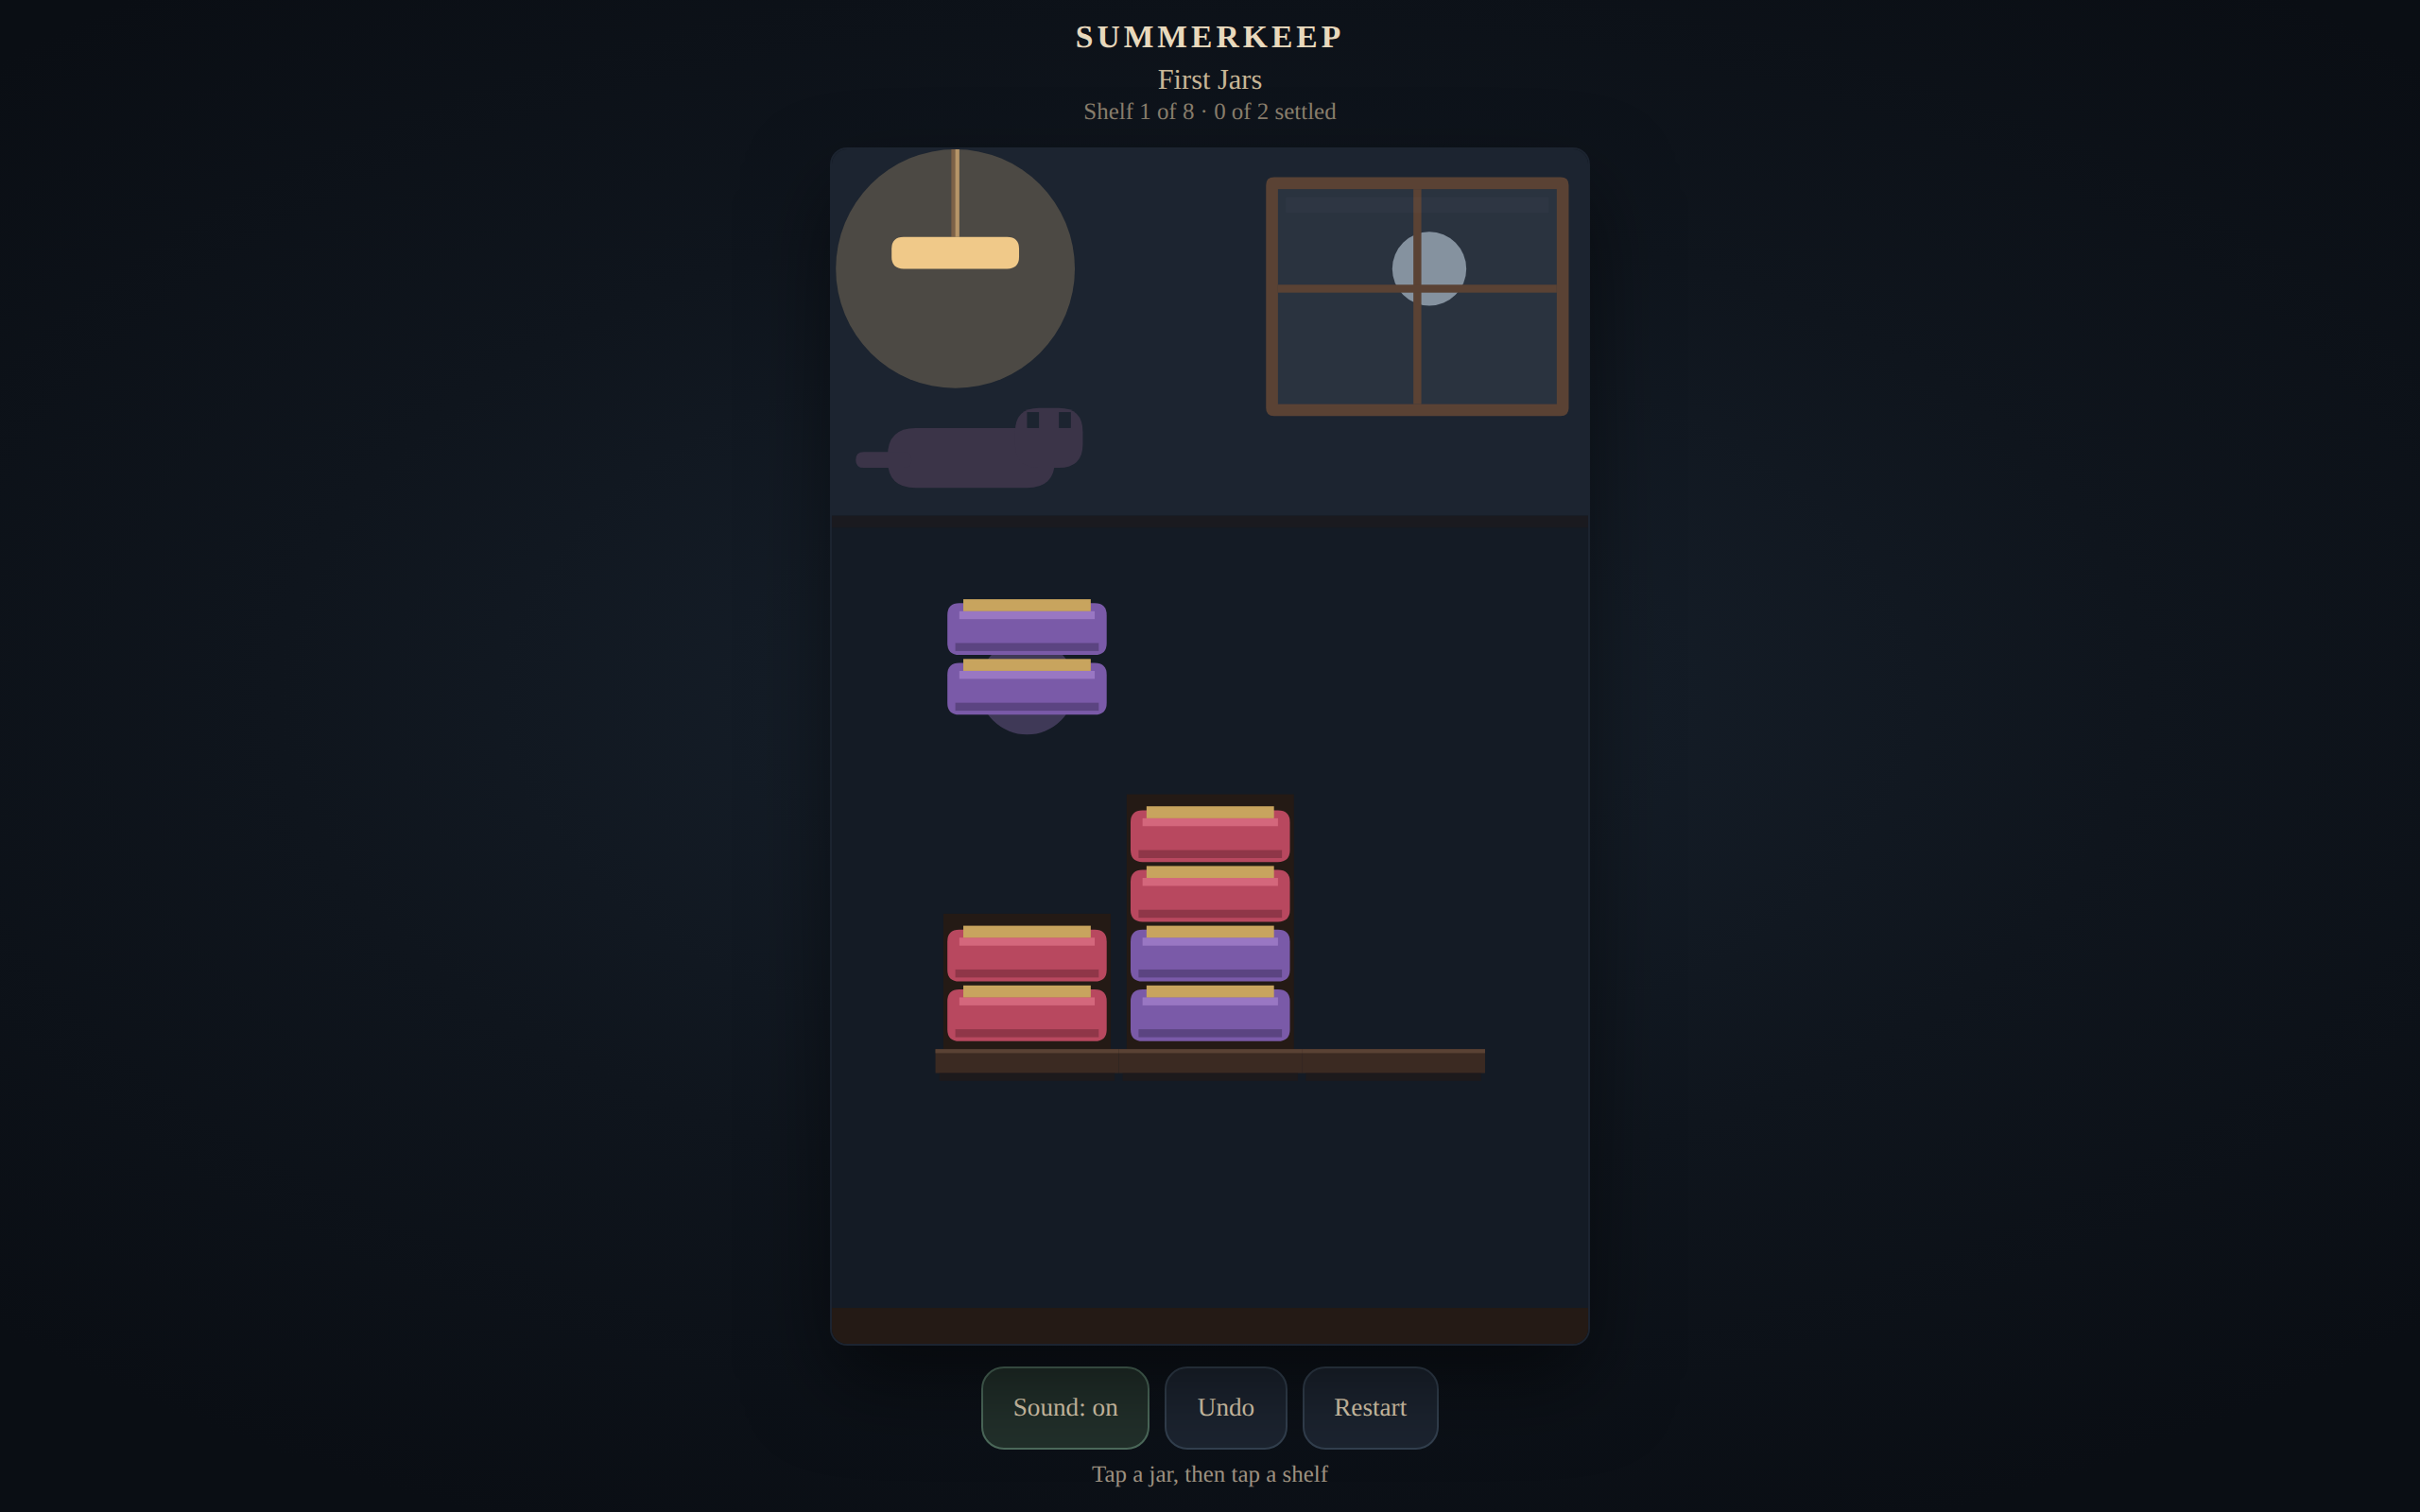 SUMMERKEEP
First Jars
Shelf 1 of 8 · 0 of 2 settled
Sound: on
Undo
Restart
Tap a jar, then tap a shelf